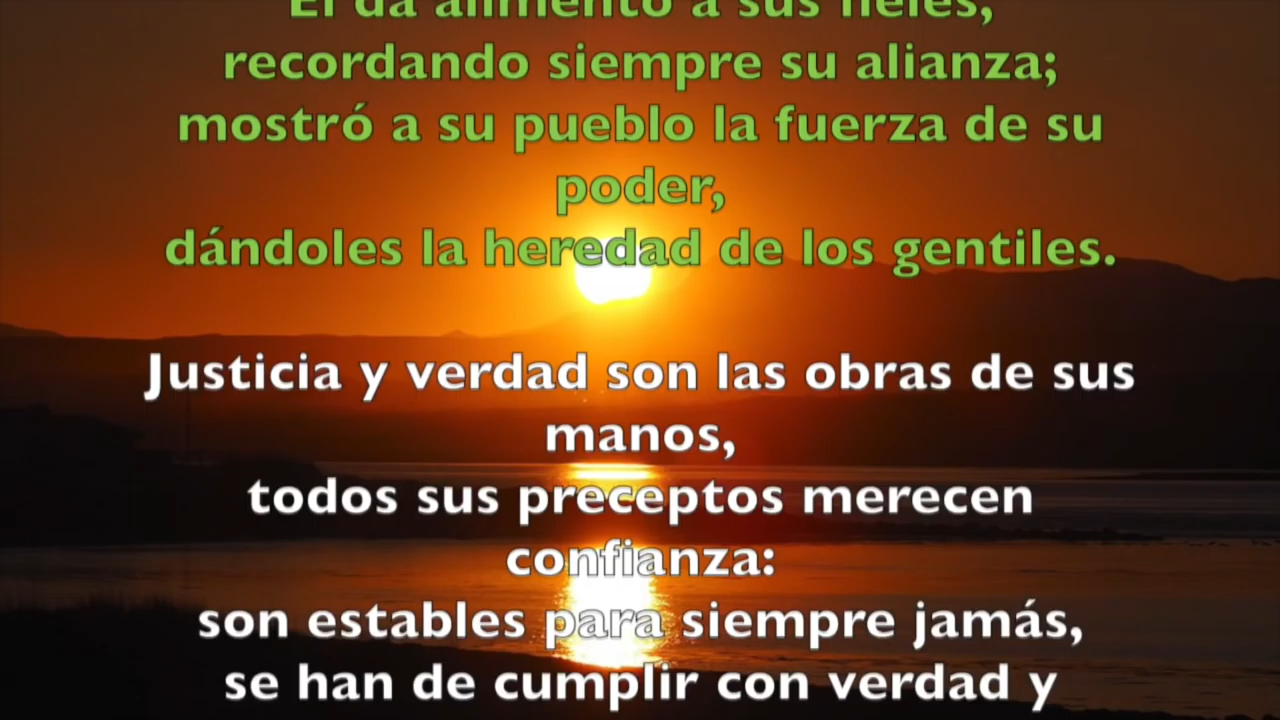 Él da alimento a sus fieles,
recordando siempre su alianza;
mostró a su pueblo la fuerza de su
poder,
dándoles la heredad de los gentiles.
Justicia y verdad son las obras de sus
manos,
todos sus preceptos merecen
confianza:
son estables para siempre jamás,
se han de cumplir con verdad y